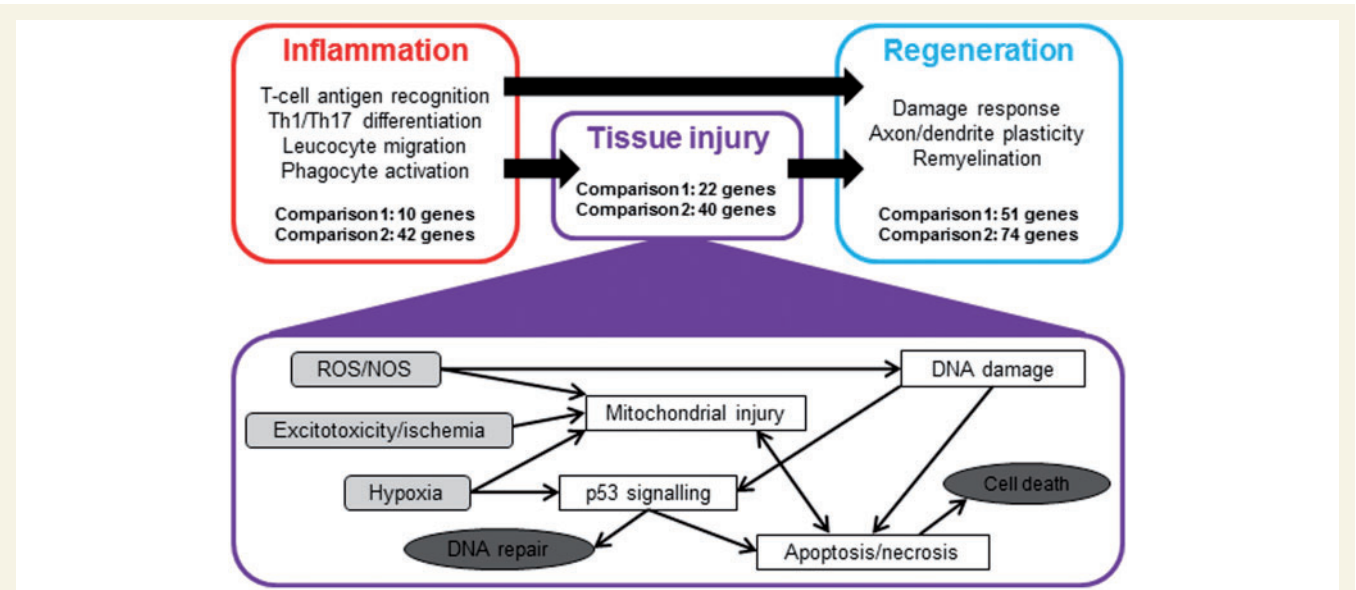 Inflammation
T-cell antigen recognition
Th1/Th17 differentiation
Leucocyte migration
Phagocyte activation
Comparison 1: 10 genes
Comparison 2: 42 genes
Tissue injury
Comparison 1: 22 genes
Comparison 2: 40 genes
Regeneration
Damage response
Axon/dendrite plasticity
Remyelination
Comparison 1: 51 genes
Comparison 2: 74 genes
ROS/NOS
DNA damage
Mitochondrial injury
Excitotoxicity/ischemia
Hypoxia
p53 signalling
Cell death
DNA repair
Apoptosis/necrosis